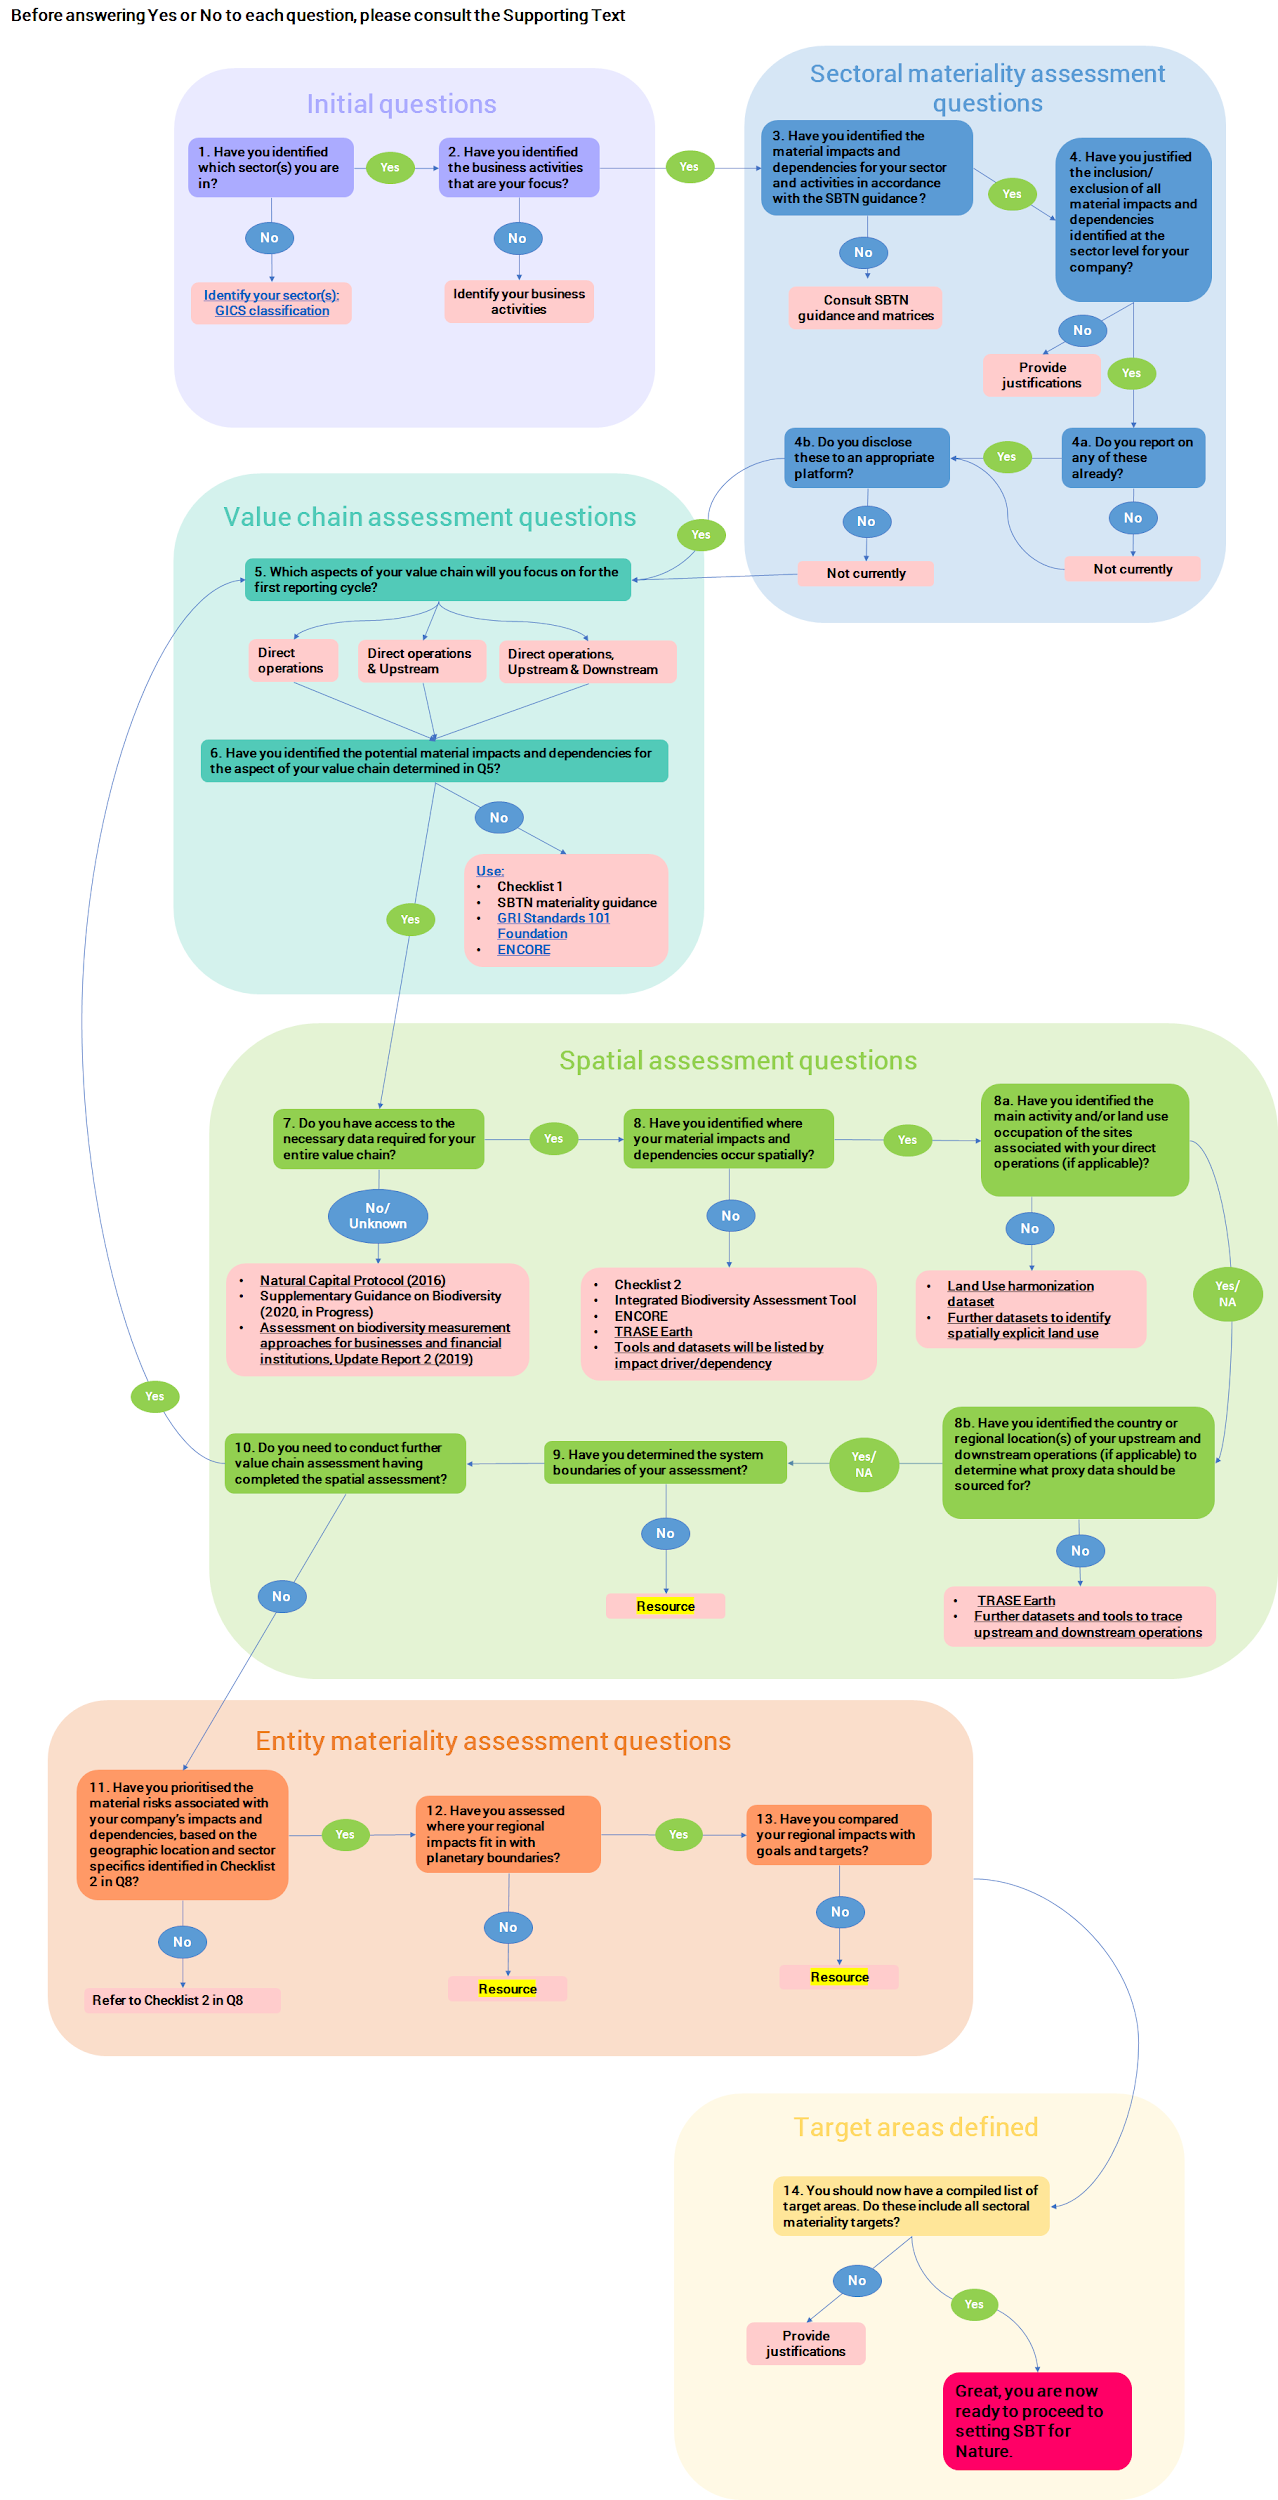 Before answering Yes or No to each question, please consult the Supporting Text
Initial questions
1. Have you identified
which sector(s) you are
in?
Yes
2. Have you identified
the business activities
that are your focus?
Yes
No
No
Identify your sector(s):
GICS classification
Identify your business
activities
Sectoral materiality assessment
questions
3. Have you identified the
material impacts and
dependencies for your sector
and activities in accordance
with the SBTN guidance?
Yes
4. Have you justified
the inclusion/
exclusion of all
material impacts and
dependencies
identified at the
sector level for your
company?
No
Consult SBTN
guidance and matrices
No
Provide
justifications
Yes
4a. Do you report on
any of these
already?
Yes
4b. Do you disclose
these to an appropriate
platform?
No
Not currently
No
Not currently
Yes
Value chain assessment questions
5. Which aspects of your value chain will you focus on for the
first reporting cycle?
Direct
operations
Direct operations
& Upstream
Direct operations,
Upstream & Downstream
6. Have you identified the potential material impacts and dependencies for
the aspect of your value chain determined in Q5?
No
Use:
• Checklist 1
• SBTN materiality guidance
• GRI Standards 101
Foundation
• ENCORE
Yes
Spatial assessment questions
7. Do you have access to the
necessary data required for your
entire value chain?
Yes
8. Have you identified where
your material impacts and
dependencies occur spatially?
Yes
8a. Have you identified the
main activity and/or land use
occupation of the sites
associated with your direct
operations (if applicable)?
No/
Unknown
• Natural Capital Protocol (2016)
• Supplementary Guidance on Biodiversity
(2020, in Progress)
• Assessment on biodiversity measurement
approaches for businesses and financial
institutions, Update Report 2 (2019)
No
• Checklist 2
• Integrated Biodiversity Assessment Tool
• ENCORE
• TRASE Earth
• Tools and datasets will be listed by
impact driver/dependency
No
• Land Use harmonization
dataset
• Further datasets to identify
spatially explicit land use
Yes/
NA
8b. Have you identified the country or
regional location(s) of your upstream and
downstream operations (if applicable) to
determine what proxy data should be
sourced for?
Yes/
NA
9. Have you determined the system
boundaries of your assessment?
10. Do you need to conduct further
value chain assessment having
completed the spatial assessment?
Yes
No
• TRASE Earth
• Further datasets and tools to trace
upstream and downstream operations
No
Resource
No
Entity materiality assessment questions
11. Have you prioritised the
material risks associated with
your company's impacts and
dependencies, based on the
geographic location and sector
specifics identified in Checklist
2 in Q8?
Yes
12. Have you assessed
where your regional
impacts fit in with
planetary boundaries?
Yes
13. Have you compared
your regional impacts with
goals and targets?
No
Refer to Checklist 2 in Q8
No
Resource
No
Resource
Target areas defined
14. You should now have a compiled list of
target areas. Do these include all sectoral
materiality targets?
No
Provide
justifications
Yes
Great, you are now
ready to proceed to
setting SBT for
Nature.